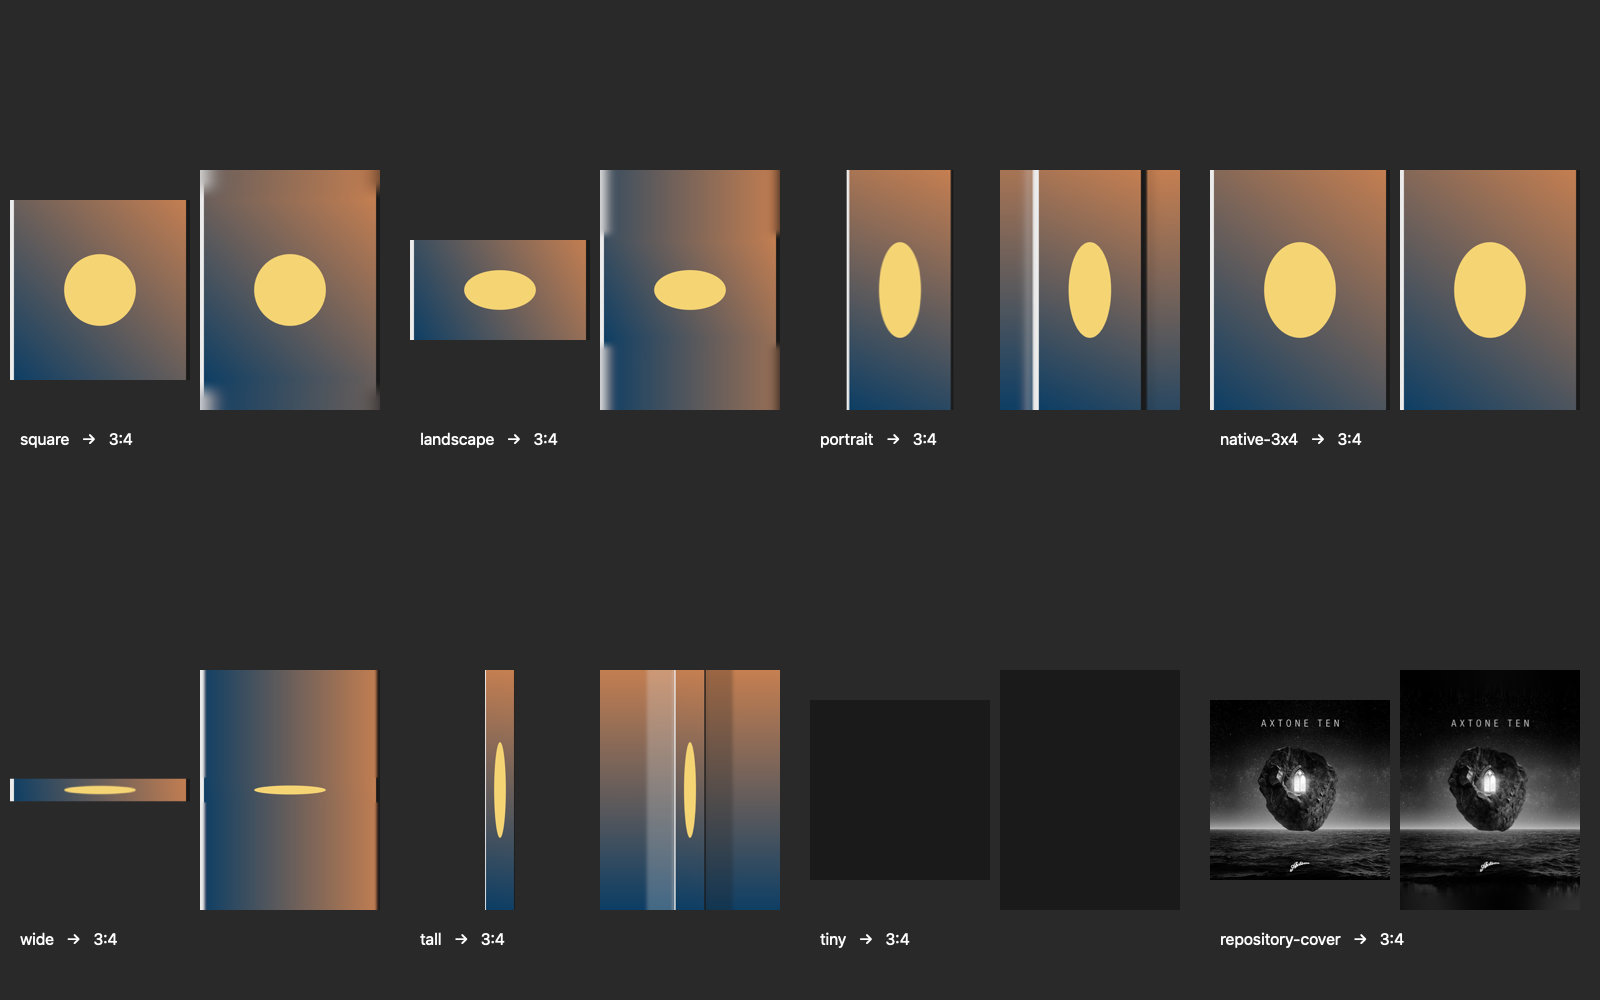 square → 3:4
landscape → 3:4
portrait → 3:4
native-3x4 → 3:4
AXTONE TEN
AXTONE TEN
wide → 3:4
tall → 3:4
tiny → 3:4
repository-cover → 3:4